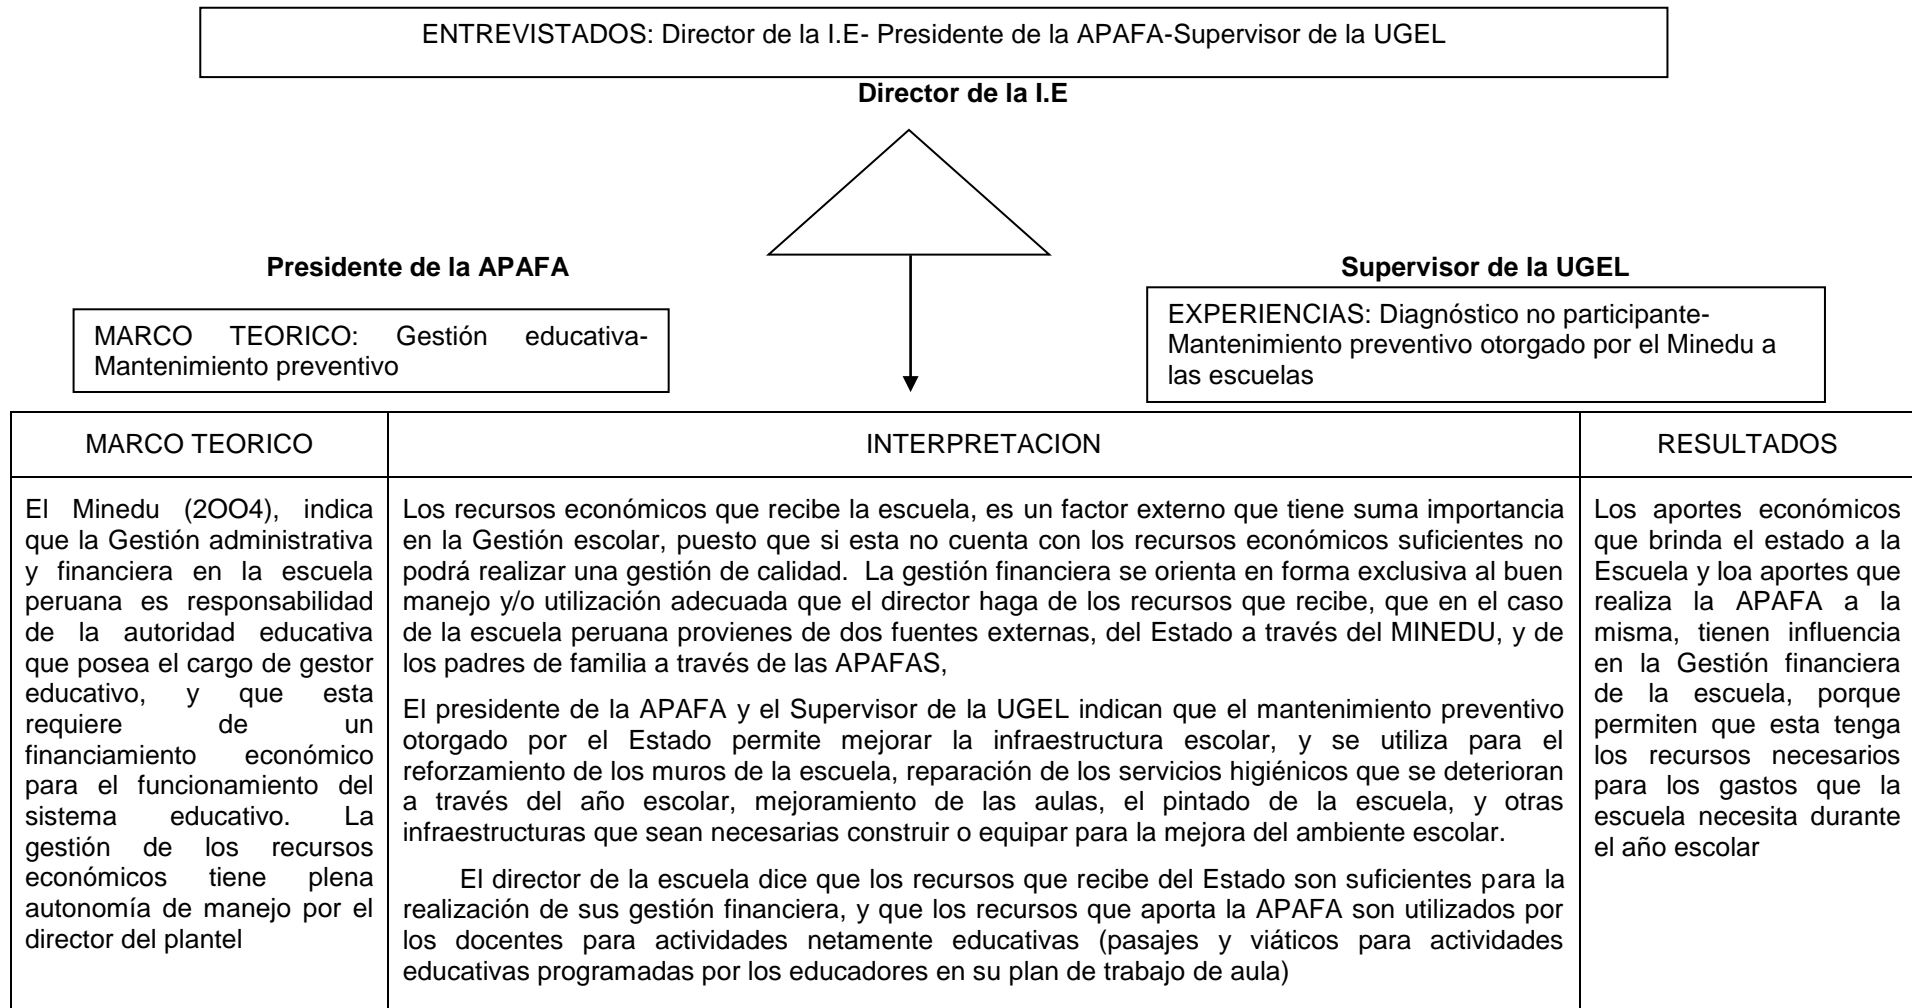 ENTREVISTADOS: Director de la I.E- Presidente de la APAFA-Supervisor de la UGEL
Director de la I.E
Presidente de la APAFA
Supervisor de la UGEL
MARCO TEORICO: Gestión educativa-
Mantenimiento preventivo
EXPERIENCIAS: Diagnóstico no participante-
Mantenimiento preventivo otorgado por el Minedu a
las escuelas
MARCO TEORICO
INTERPRETACION
RESULTADOS
El Minedu (2OO4), indica
que la Gestión administrativa
y financiera en la escuela
peruana es responsabilidad
de la autoridad educativa
que posea el cargo de gestor
educativo, y que esta
requiere de un
financiamiento económico
para el funcionamiento del
sistema educativo. La
gestión de los recursos
económicos tiene plena
autonomía de manejo por el
director del plantel
Los recursos económicos que recibe la escuela, es un factor externo que tiene suma importancia
en la Gestión escolar, puesto que si esta no cuenta con los recursos económicos suficientes no
podrá realizar una gestión de calidad. La gestión financiera se orienta en forma exclusiva al buen
manejo y/o utilización adecuada que el director haga de los recursos que recibe, que en el caso
de la escuela peruana provienes de dos fuentes externas, del Estado a través del MINEDU, y de
los padres de familia a través de las APAFAS,
El presidente de la APAFA y el Supervisor de la UGEL indican que el mantenimiento preventivo
otorgado por el Estado permite mejorar la infraestructura escolar, y se utiliza para el
reforzamiento de los muros de la escuela, reparación de los servicios higiénicos que se deterioran
a través del año escolar, mejoramiento de las aulas, el pintado de la escuela, y otras
infraestructuras que sean necesarias construir o equipar para la mejora del ambiente escolar.
El director de la escuela dice que los recursos que recibe del Estado son suficientes para la
realización de sus gestión financiera, y que los recursos que aporta la APAFA son utilizados por
los docentes para actividades netamente educativas (pasajes y viáticos para actividades
educativas programadas por los educadores en su plan de trabajo de aula)
Los aportes económicos
que brinda el estado a la
Escuela y loa aportes que
realiza la APAFA a la
misma, tienen influencia
en la Gestión financiera
de la escuela, porque
permiten que esta tenga
los recursos necesarios
para los gastos que la
escuela necesita durante
el año escolar